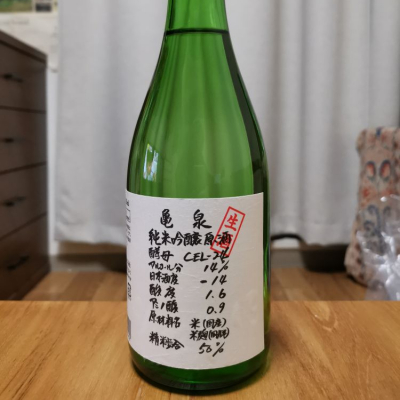 亀泉
生
純米吟醸原酒
酵母 CEL-24
アルコール分 14%
日本酒度 -14
酸度 1.6
アミノ酸 0.9
原材料名 米(国産)
米麹(国産米)
精米歩合 50%